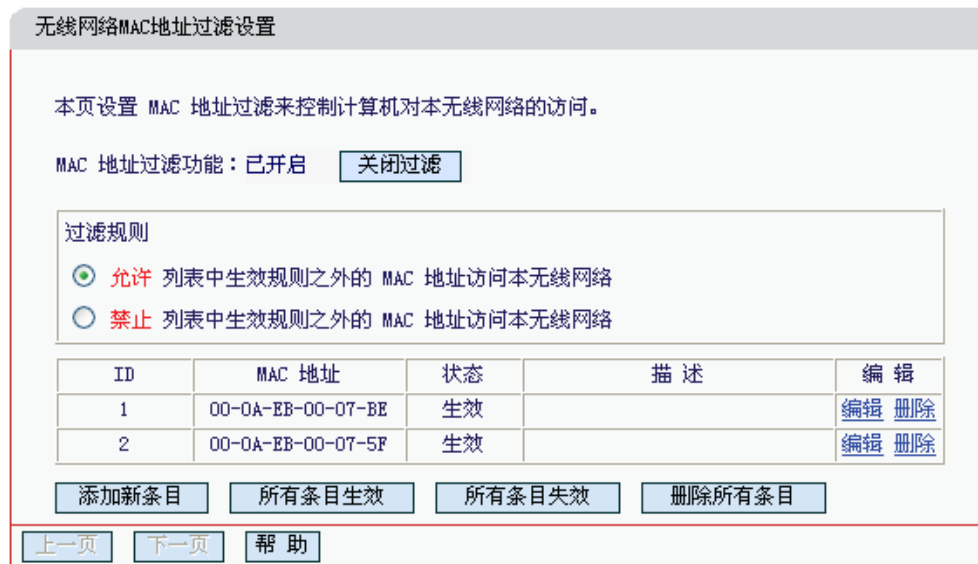 无线网络MAC地址过滤设置
本页设置 MAC 地址过滤来控制计算机对本无线网络的访问。
MAC 地址过滤功能：已开启 关闭过滤
过滤规则
允许 列表中生效规则之外的 MAC 地址访问本无线网络
禁止 列表中生效规则之外的 MAC 地址访问本无线网络
ID MAC 地址 状态 描 述 编 辑
1 00-0A-EB-00-07-BE 生效 编辑 删除
2 00-0A-EB-00-07-5F 生效 编辑 删除
添加新条目 所有条目生效 所有条目失效 删除所有条目
上一页 下一页 帮 助